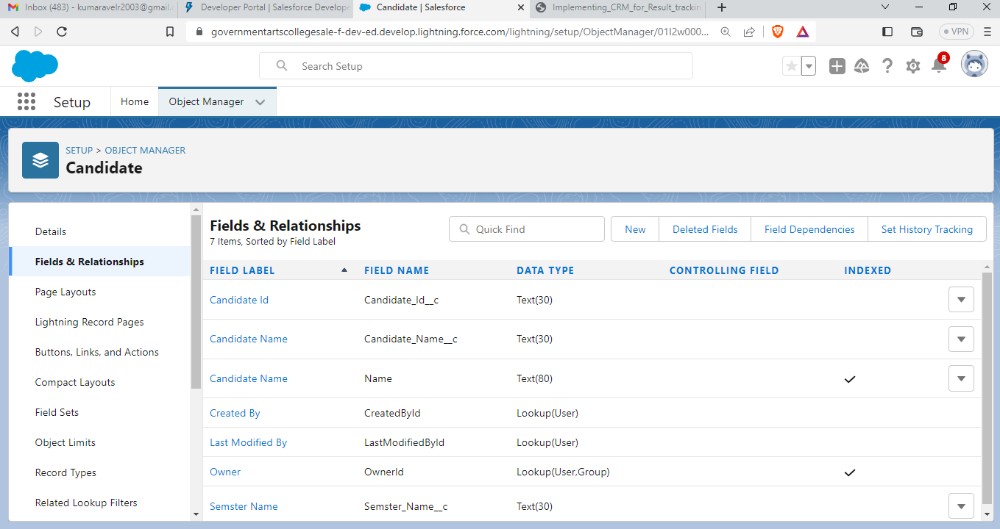 Inbox (483) - kumaravelr2003@gmail.c
Developer Portal | Salesforce Develope
Candidate | Salesforce
Implementing_CRM_for_Result_trackin
governmentartscollegesale-f-dev-ed.develop.lightning.force.com/lightning/setup/ObjectManager/01I2w000...
VPN
Search Setup
8
Setup
Home
Object Manager
SETUP > OBJECT MANAGER
Candidate
Details
Fields & Relationships
Page Layouts
Lightning Record Pages
Buttons, Links, and Actions
Compact Layouts
Field Sets
Object Limits
Record Types
Related Lookup Filters
Fields & Relationships
7 Items, Sorted by Field Label
Quick Find
New
Deleted Fields
Field Dependencies
Set History Tracking
FIELD LABEL FIELD NAME DATA TYPE CONTROLLING FIELD INDEXED
Candidate Id Candidate_Id__c Text(30)
Candidate Name Candidate_Name__c Text(30)
Candidate Name Name Text(80)
Created By CreatedById Lookup(User)
Last Modified By LastModifiedById Lookup(User)
Owner OwnerId Lookup(User,Group)
Semster Name Semster_Name__c Text(30)